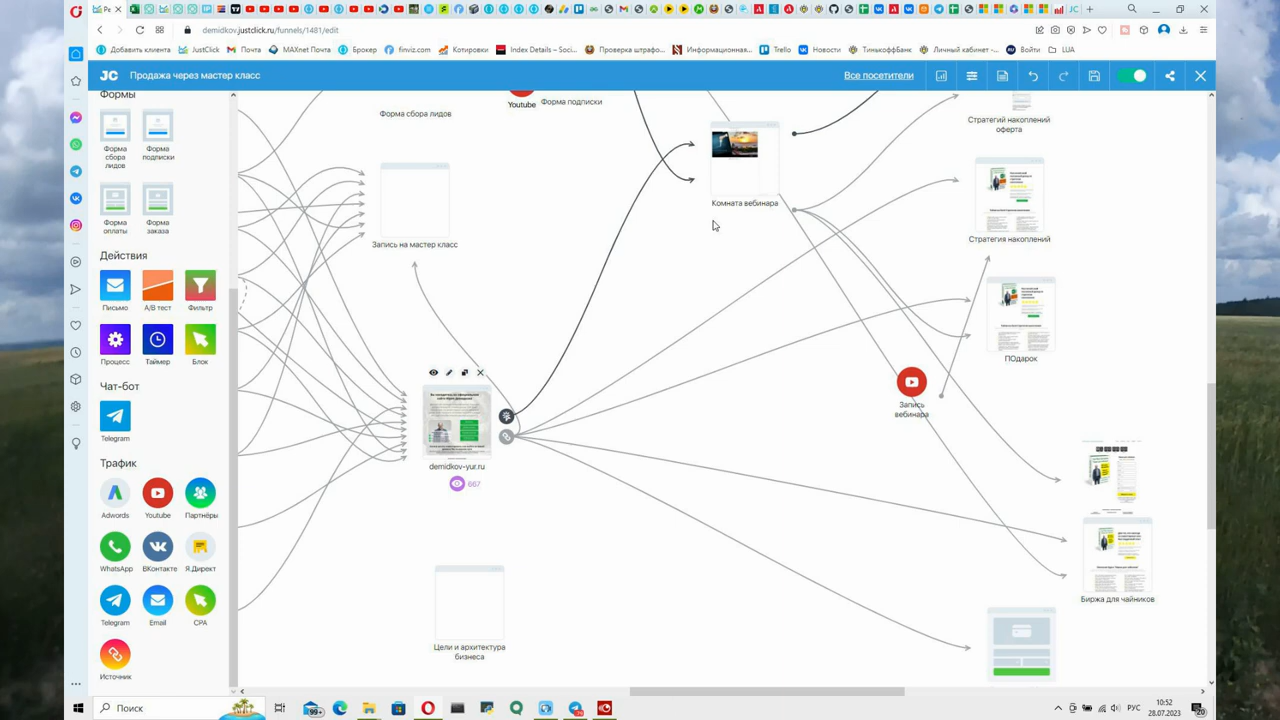 demidkov.justclick.ru/funnels/1481/edit
Добавить клиента
JustClick
Почта
MAXnet Почта
Брокер
finviz.com
Котировки
Index Details – Soci...
Проверка штрафо...
Информационная...
Trello
Новости
ТинькоффБанк
Личный кабинет –...
Войти
LUA
JC
Продажа через мастер класс
Все посетители
Формы
Форма
сбора
лидов
Форма
подписки
Форма
оплаты
Форма
заказа
Действия
Письмо
A/B тест
Фильтр
Процесс
Таймер
Блок
Чат-бот
Telegram
Трафик
Adwords
Youtube
Партнёры
WhatsApp
ВКонтакте
Я.Директ
Telegram
Email
CPA
Источник
Youtube
Форма подписки
Форма сбора лидов
Комната вебинара
Стратегий накоплений
оферта
Запись на мастер класс
Стратегия накоплений
ПОдарок
Запись
вебинара
demidkov-yur.ru
667
Биржа для чайников
Цели и архитектура
бизнеса
Поиск
99+
РУС
10:52
28.07.2023
20